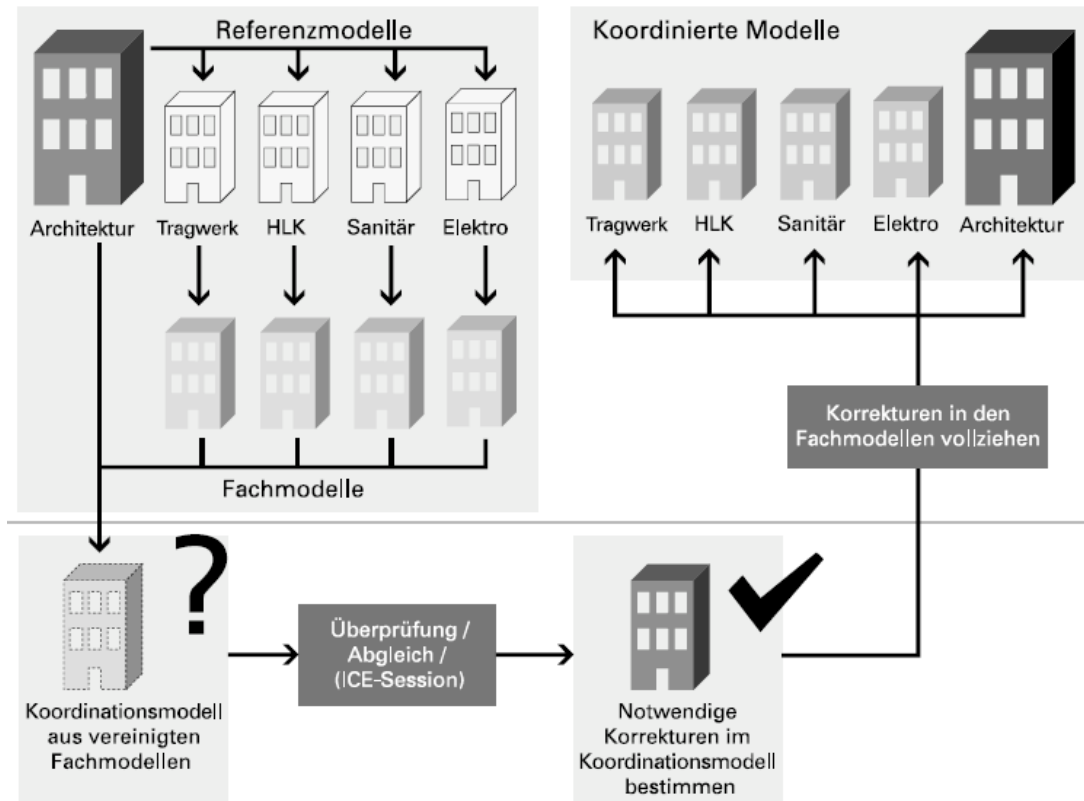 Referenzmodelle
Architektur
Tragwerk
HLK
Sanitär
Elektro
Fachmodelle
Koordinierte Modelle
Tragwerk
HLK
Sanitär
Elektro
Architektur
Korrekturen in den
Fachmodellen vollziehen
?
Koordinationsmodell
aus vereinigten
Fachmodellen
Überprüfung /
Abgleich /
(ICE-Session)
Notwendige
Korrekturen im
Koordinationsmodell
bestimmen